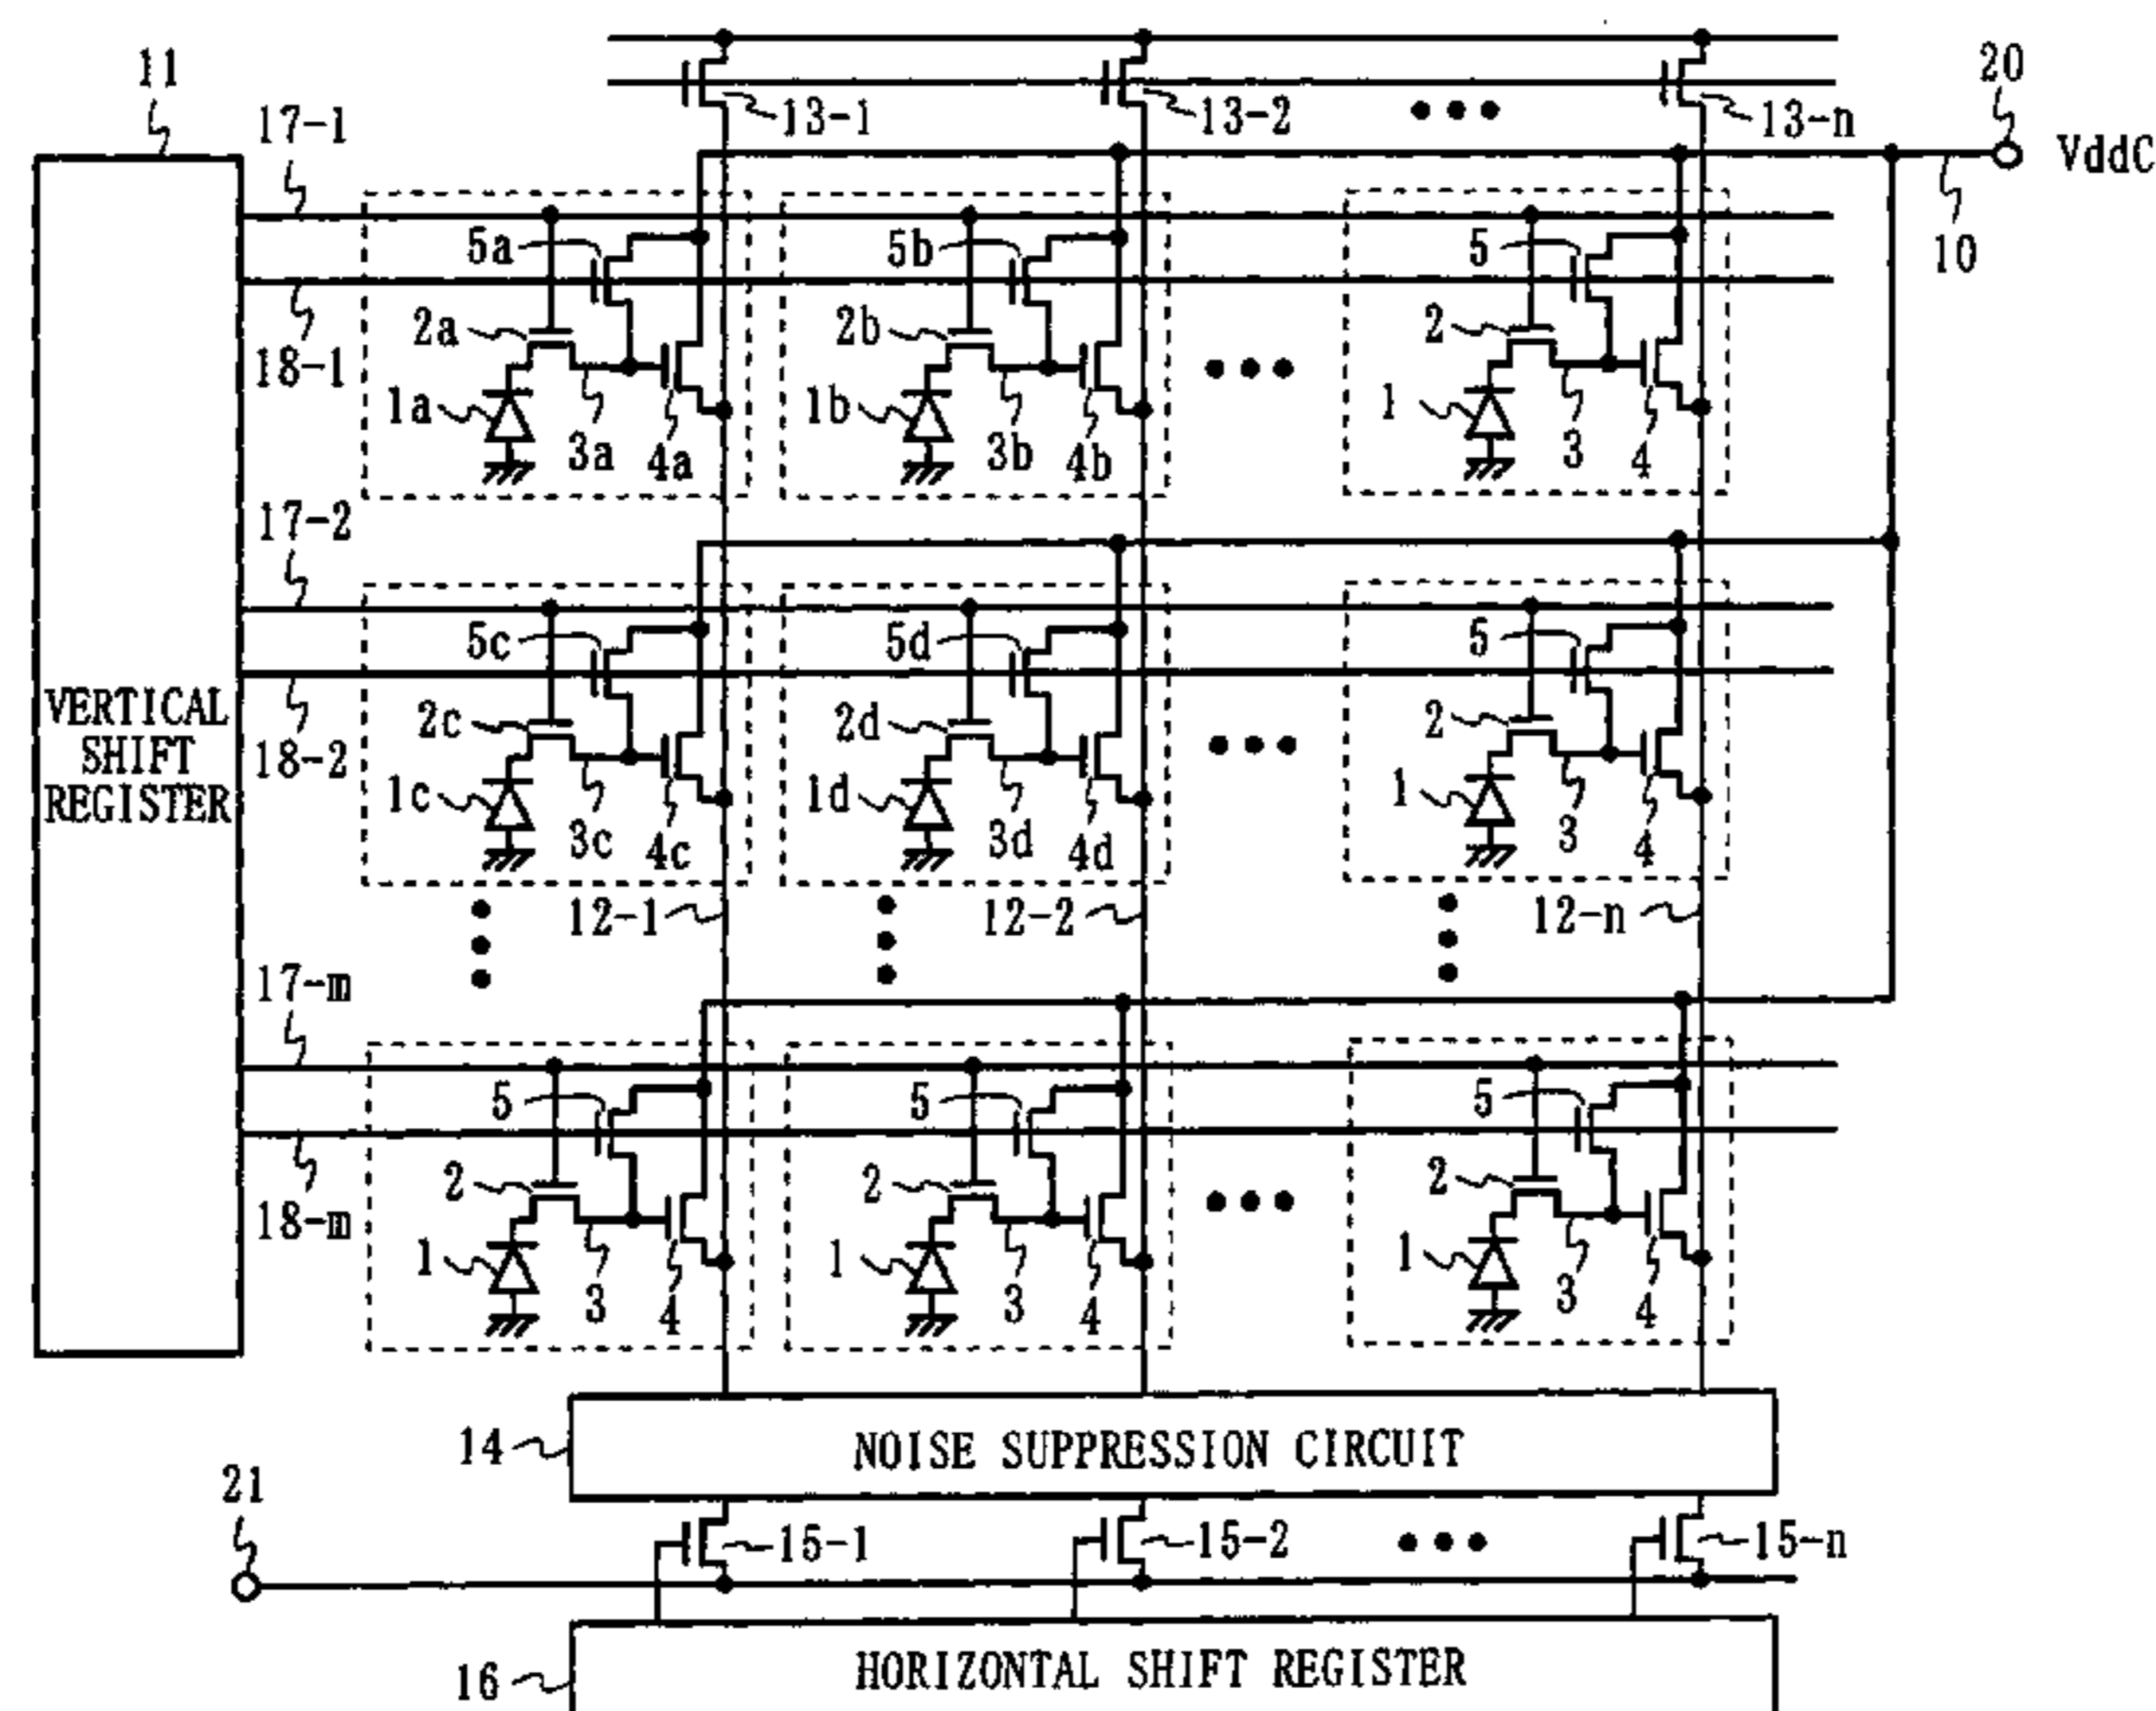 11
17-1
13-1
13-2
13-n
20
VddC
5a
5b
5
10
2a
2b
2
18-1
1a
1b
1
3a
4a
3b
4b
3
4
17-2
5c
5d
5
2c
2d
2
VERTICAL
SHIFT
REGISTER
18-2
1c
1d
1
3c
4c
3d
4d
3
4
12-1
12-2
12-n
17-m
5
5
5
2
2
2
18-m
1
1
1
3
4
3
4
3
4
14
NOISE SUPPRESSION CIRCUIT
21
15-1
15-2
15-n
16
HORIZONTAL SHIFT REGISTER